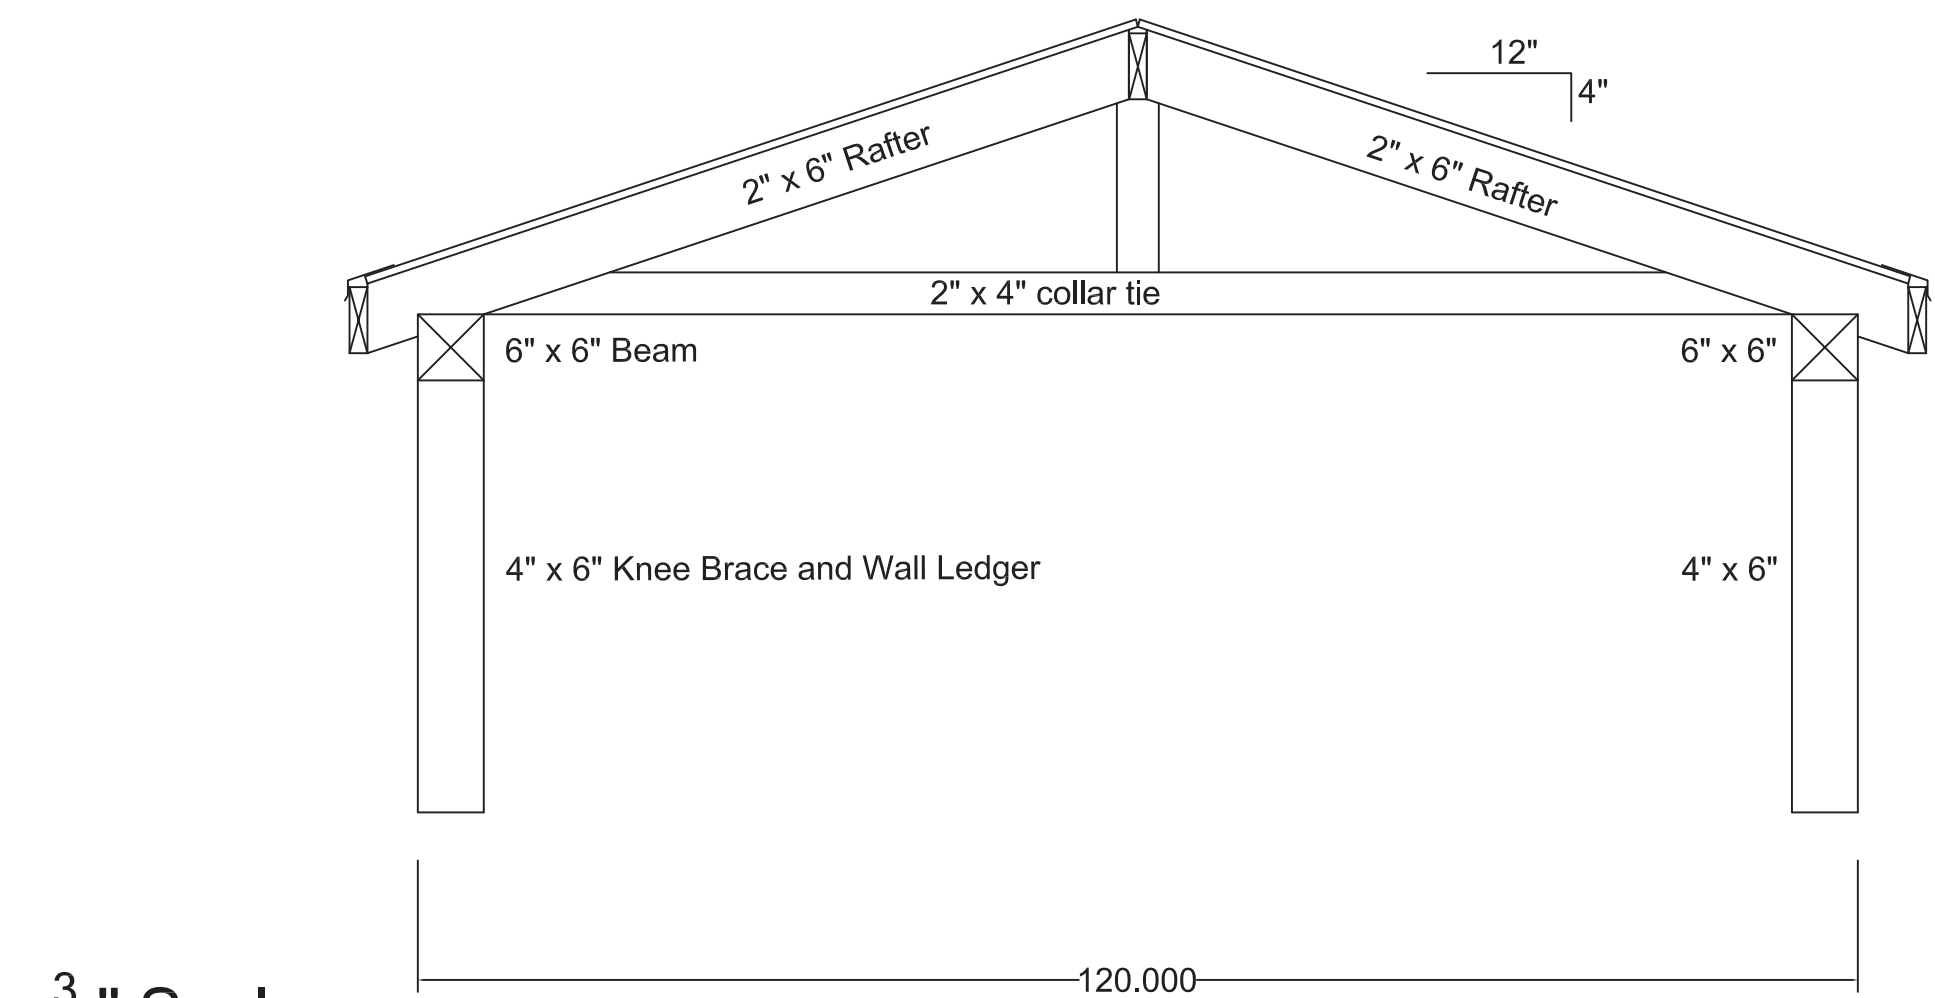 12"
4"
2" x 6" Rafter
2" x 6" Rafter
2" x 4" collar tie
6" x 6" Beam
6" x 6"
4" x 6" Knee Brace and Wall Ledger
4" x 6"
120.000
3